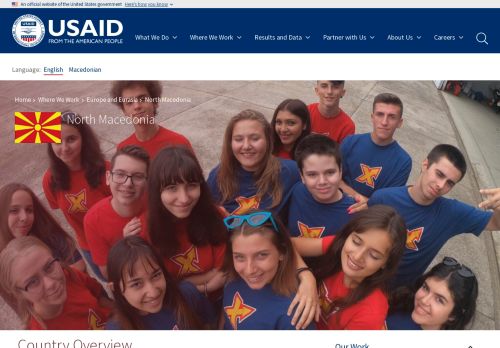 An official website of the United States government Here's how you know
USAID
FROM THE AMERICAN PEOPLE
What We Do Where We Work Results and Data Partner with Us About Us Careers
Language: English Macedonian
Home > Where We Work > Europe and Eurasia > North Macedonia
North Macedonia
Country Overview
Our Work